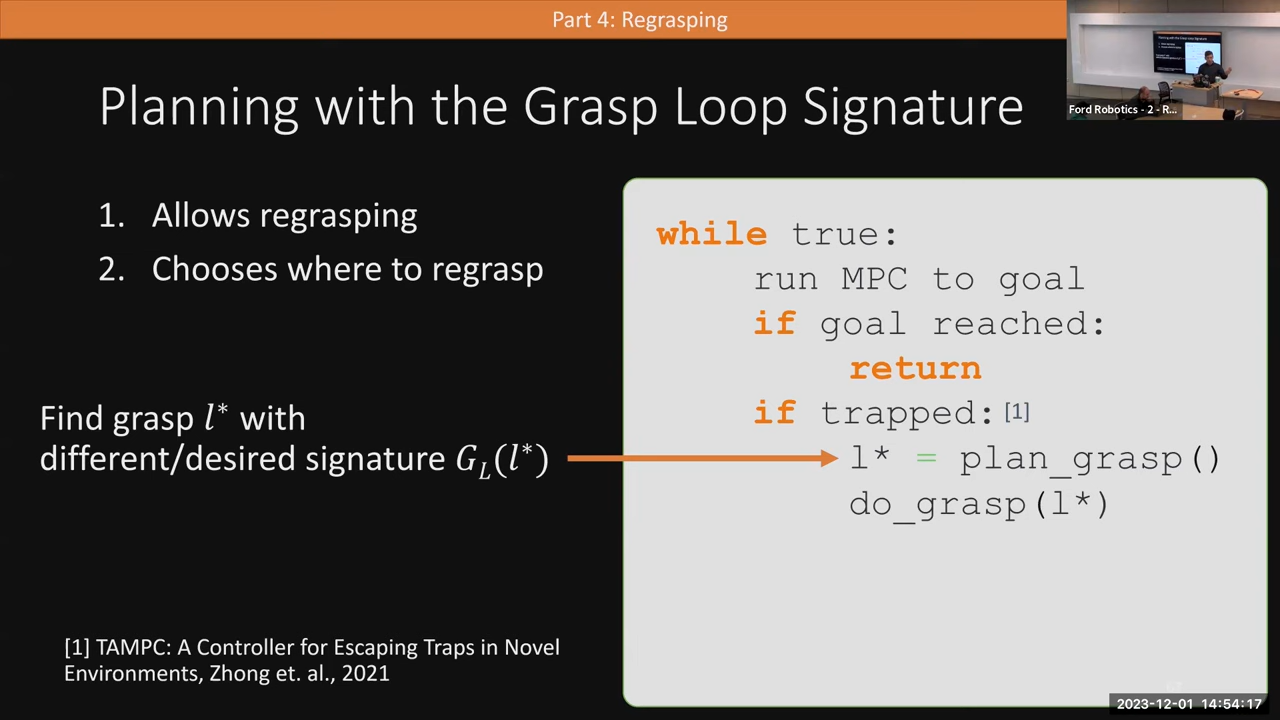 Part 4: Regrasping
Planning with the Grasp Loop Signature
Ford Robotics - 2 - R...
1. Allows regrasping
2. Chooses where to regrasp
Find grasp l* with
different/desired signature G_L(l*)
while true:
run MPC to goal
if goal reached:
return
if trapped: [1]
l* = plan_grasp()
do_grasp(l*)
[1] TAMPC: A Controller for Escaping Traps in Novel
Environments, Zhong et. al., 2021
2023-12-01 14:54:17